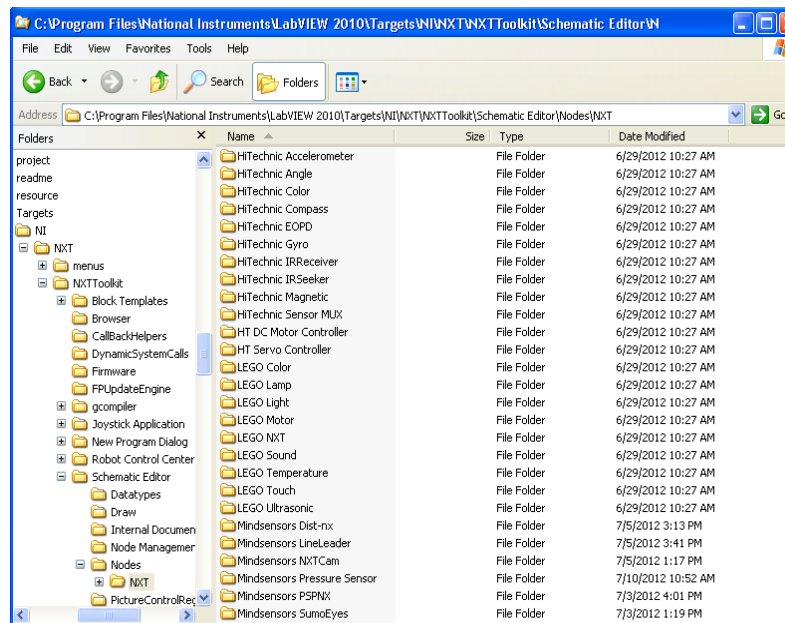 C:\Program Files\National Instruments\LabVIEW 2010\Targets\NI\NXT\NXTToolkit\Schematic Editor\N
File Edit View Favorites Tools Help
Back Search Folders
Address C:\Program Files\National Instruments\LabVIEW 2010\Targets\NI\NXT\NXTToolkit\Schematic Editor\Nodes\NXT Go
Folders x Name Size Type Date Modified
project
readme
resource
Targets
NI
NXT
menus
NXTToolkit
Block Templates
Browser
CallBackHelpers
DynamicSystemCalls
Firmware
FPUpdateEngine
gcompiler
Joystick Application
New Program Dialog
Robot Control Center
Schematic Editor
Datatypes
Draw
Internal Documen
Node Managemer
Nodes
NXT
PictureControlReg
HiTechnic Accelerometer File Folder 6/29/2012 10:27 AM
HiTechnic Angle File Folder 6/29/2012 10:27 AM
HiTechnic Color File Folder 6/29/2012 10:27 AM
HiTechnic Compass File Folder 6/29/2012 10:27 AM
HiTechnic EOPD File Folder 6/29/2012 10:27 AM
HiTechnic Gyro File Folder 6/29/2012 10:27 AM
HiTechnic IRReceiver File Folder 6/29/2012 10:27 AM
HiTechnic IRSeeker File Folder 6/29/2012 10:27 AM
HiTechnic Magnetic File Folder 6/29/2012 10:27 AM
HiTechnic Sensor MUX File Folder 6/29/2012 10:27 AM
HT DC Motor Controller File Folder 6/29/2012 10:27 AM
HT Servo Controller File Folder 6/29/2012 10:27 AM
LEGO Color File Folder 6/29/2012 10:27 AM
LEGO Lamp File Folder 6/29/2012 10:27 AM
LEGO Light File Folder 6/29/2012 10:27 AM
LEGO Motor File Folder 6/29/2012 10:27 AM
LEGO NXT File Folder 6/29/2012 10:27 AM
LEGO Sound File Folder 6/29/2012 10:27 AM
LEGO Temperature File Folder 6/29/2012 10:27 AM
LEGO Touch File Folder 6/29/2012 10:27 AM
LEGO Ultrasonic File Folder 6/29/2012 10:27 AM
Mindsensors Dist-nx File Folder 7/5/2012 3:13 PM
Mindsensors LineLeader File Folder 7/5/2012 3:41 PM
Mindsensors NXTCam File Folder 7/5/2012 1:17 PM
Mindsensors Pressure Sensor File Folder 7/10/2012 10:52 AM
Mindsensors PSPNX File Folder 7/3/2012 4:01 PM
Mindsensors SumoEyes File Folder 7/3/2012 1:19 PM